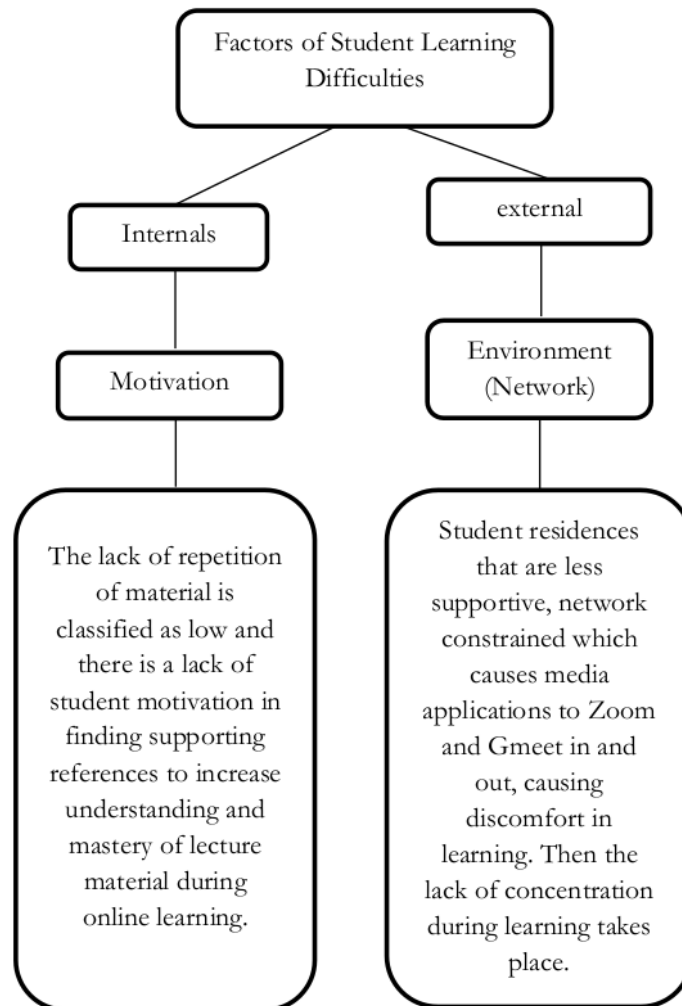 Factors of Student Learning
Difficulties
Internals
external
Motivation
Environment
(Network)
The lack of repetition
of material is
classified as low and
there is a lack of
student motivation in
finding supporting
references to increase
understanding and
mastery of lecture
material during
online learning.
Student residences
that are less
supportive, network
constrained which
causes media
applications to Zoom
and Gmeet in and
out, causing
discomfort in
learning. Then the
lack of concentration
during learning takes
place.